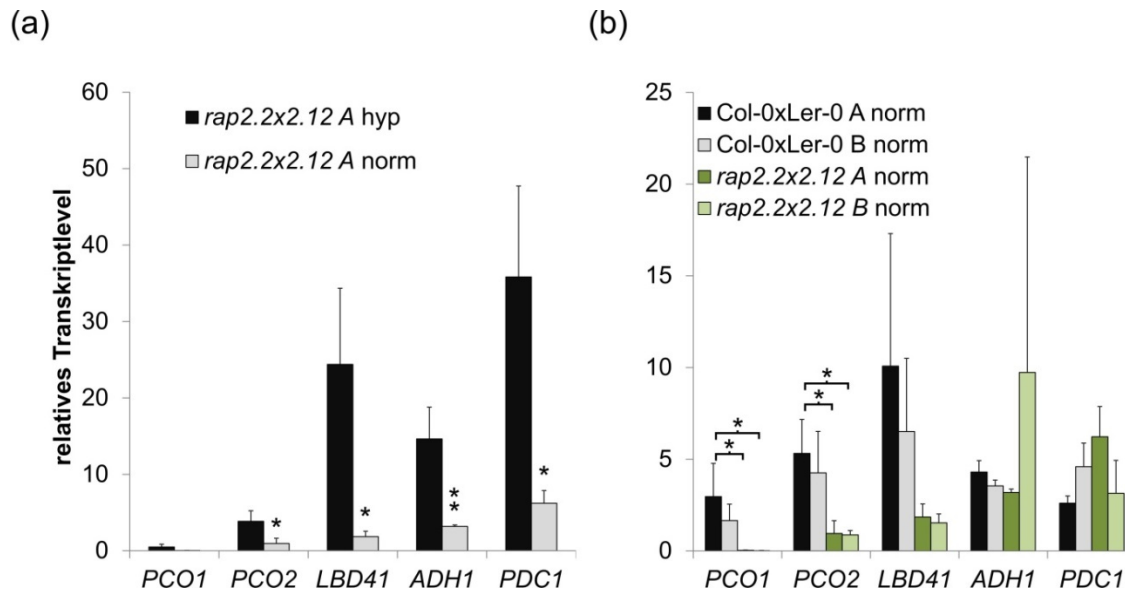 (a)
relatives Transkriptlevel
60
50
40
30
20
10
0
rap2.2x2.12 A hyp
rap2.2x2.12 A norm
*
*
*
*
*
PCO1 PCO2 LBD41 ADH1 PDC1
(b)
25
20
15
10
5
0
Col-0xLer-0 A norm
Col-0xLer-0 B norm
rap2.2x2.12 A norm
rap2.2x2.12 B norm
*
*
*
*
PCO1 PCO2 LBD41 ADH1 PDC1